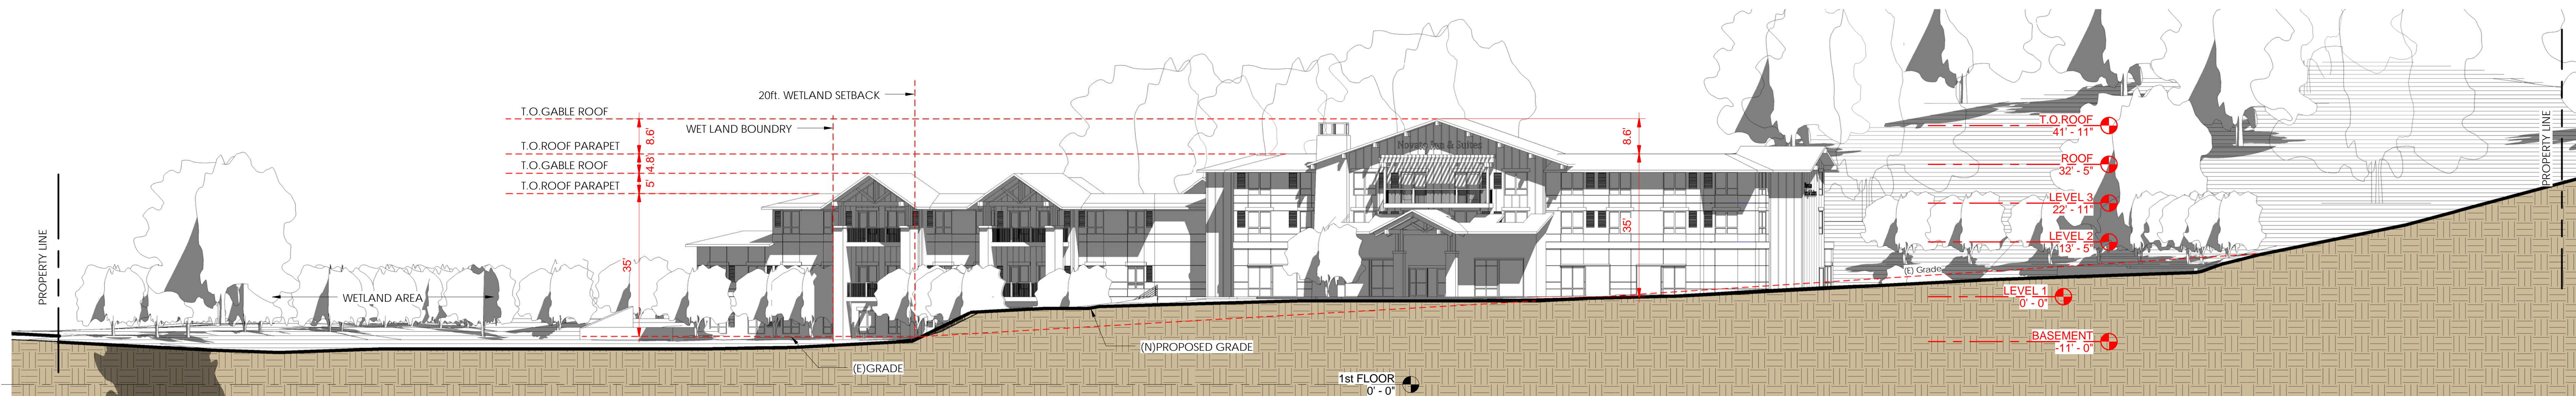 PROPERTY LINE
WETLAND AREA
T.O.GABLE ROOF
T.O.ROOF PARAPET
T.O.GABLE ROOF
T.O.ROOF PARAPET
8.6'
4.8'
5'
35'
20ft. WETLAND SETBACK
WET LAND BOUNDRY
(E)GRADE
(N)PROPOSED GRADE
1st FLOOR
0' - 0"
Novato Inn & Suites
8.6'
35'
(E) Grade
T.O.ROOF
41' - 11"
ROOF
32' - 5"
LEVEL 3
22' - 11"
LEVEL 2
13' - 5"
LEVEL 1
0' - 0"
BASEMENT
-11' - 0"
PROPERTY LINE